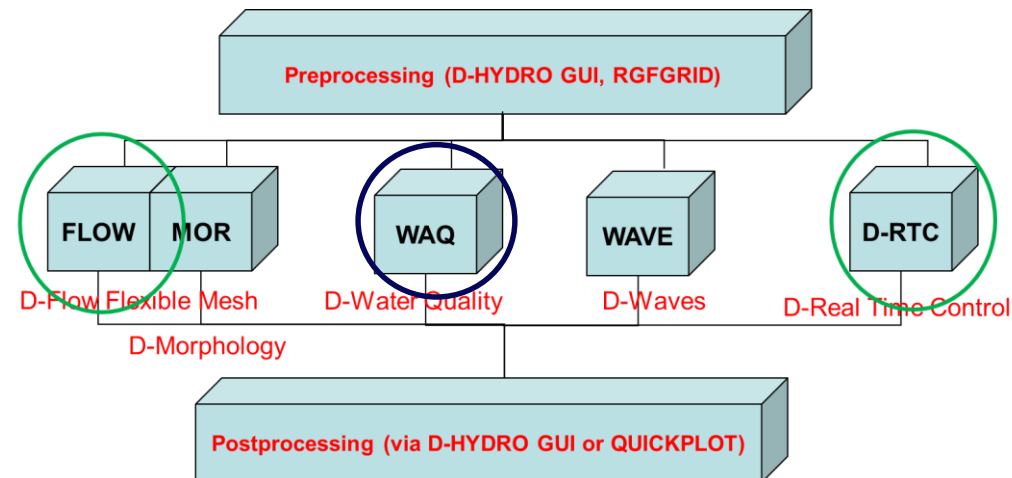 Preprocessing (D-HYDRO GUI, RGFGRID)
FLOW
MOR
WAQ
WAVE
D-RTC
D-Flow Flexible Mesh
D-Water Quality
D-Waves
D-Real Time Control
D-Morphology
Postprocessing (via D-HYDRO GUI or QUICKPLOT)